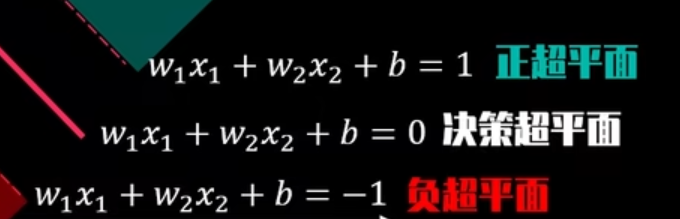 w₁x₁ + w₂x₂ + b = 1 正超平面
w₁x₁ + w₂x₂ + b = 0 决策超平面
w₁x₁ + w₂x₂ + b = −1 负超平面